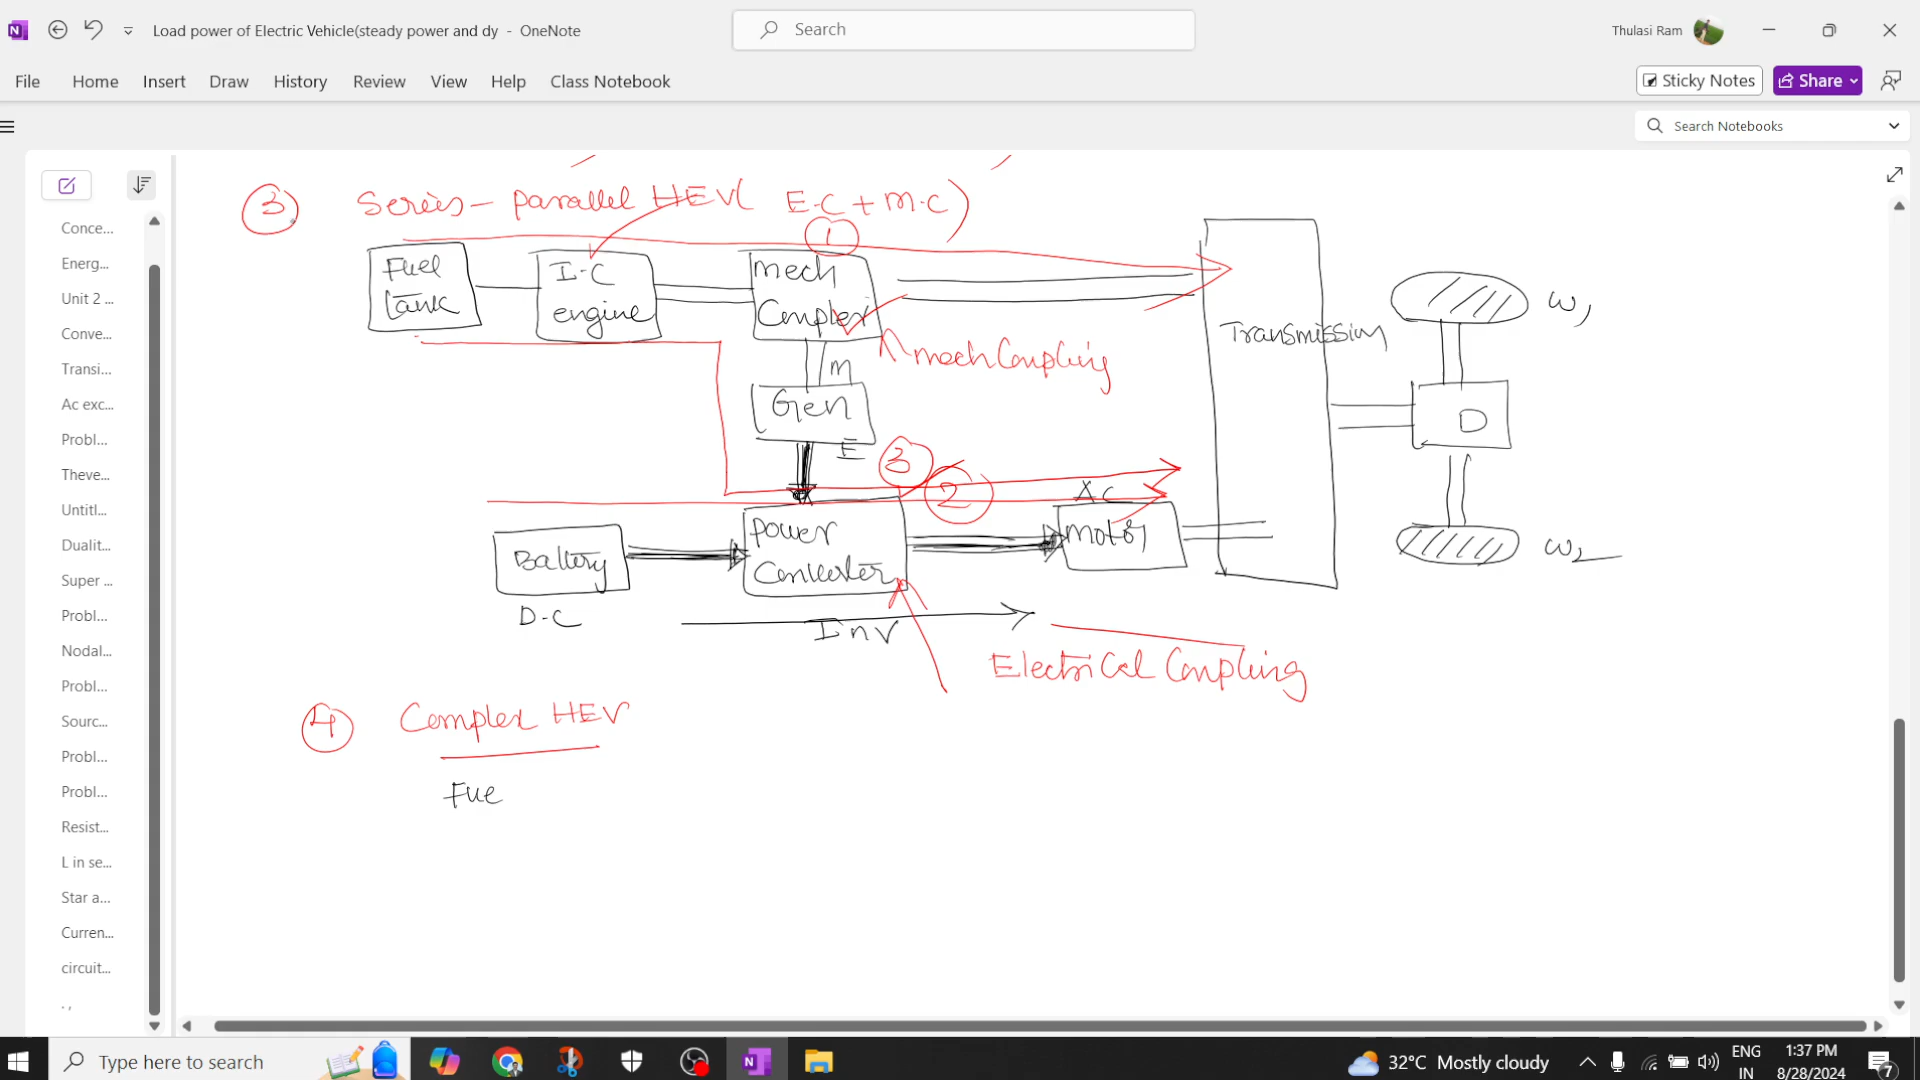 Load power of Electric Vehicle(steady power and dy - OneNote
Search
Thulasi Ram
File Home Insert Draw History Review View Help Class Notebook
Sticky Notes Share
Search Notebooks
Conce...
Energ...
Unit 2 ...
Conve...
Transi...
Ac exc...
Probl...
Theve...
Untitl...
Dualit...
Super ...
Probl...
Nodal...
Probl...
Sourc...
Probl...
Probl...
Resist...
L in se...
Star a...
Curren...
circuit...
3 Series - parallel HEV( E.C + M.C)
1
Fuel tank
I.C engine
Mech Coupler
Transmission
ω1
M
mech Coupling
Gen
D
E
3
2
AC
Battery
Power Converter
Motor
ω2
D.C
Inv
Electrical Coupling
4 Complex HEV
Fue
Type here to search
32°C Mostly cloudy
ENG
IN
1:37 PM
8/28/2024
7